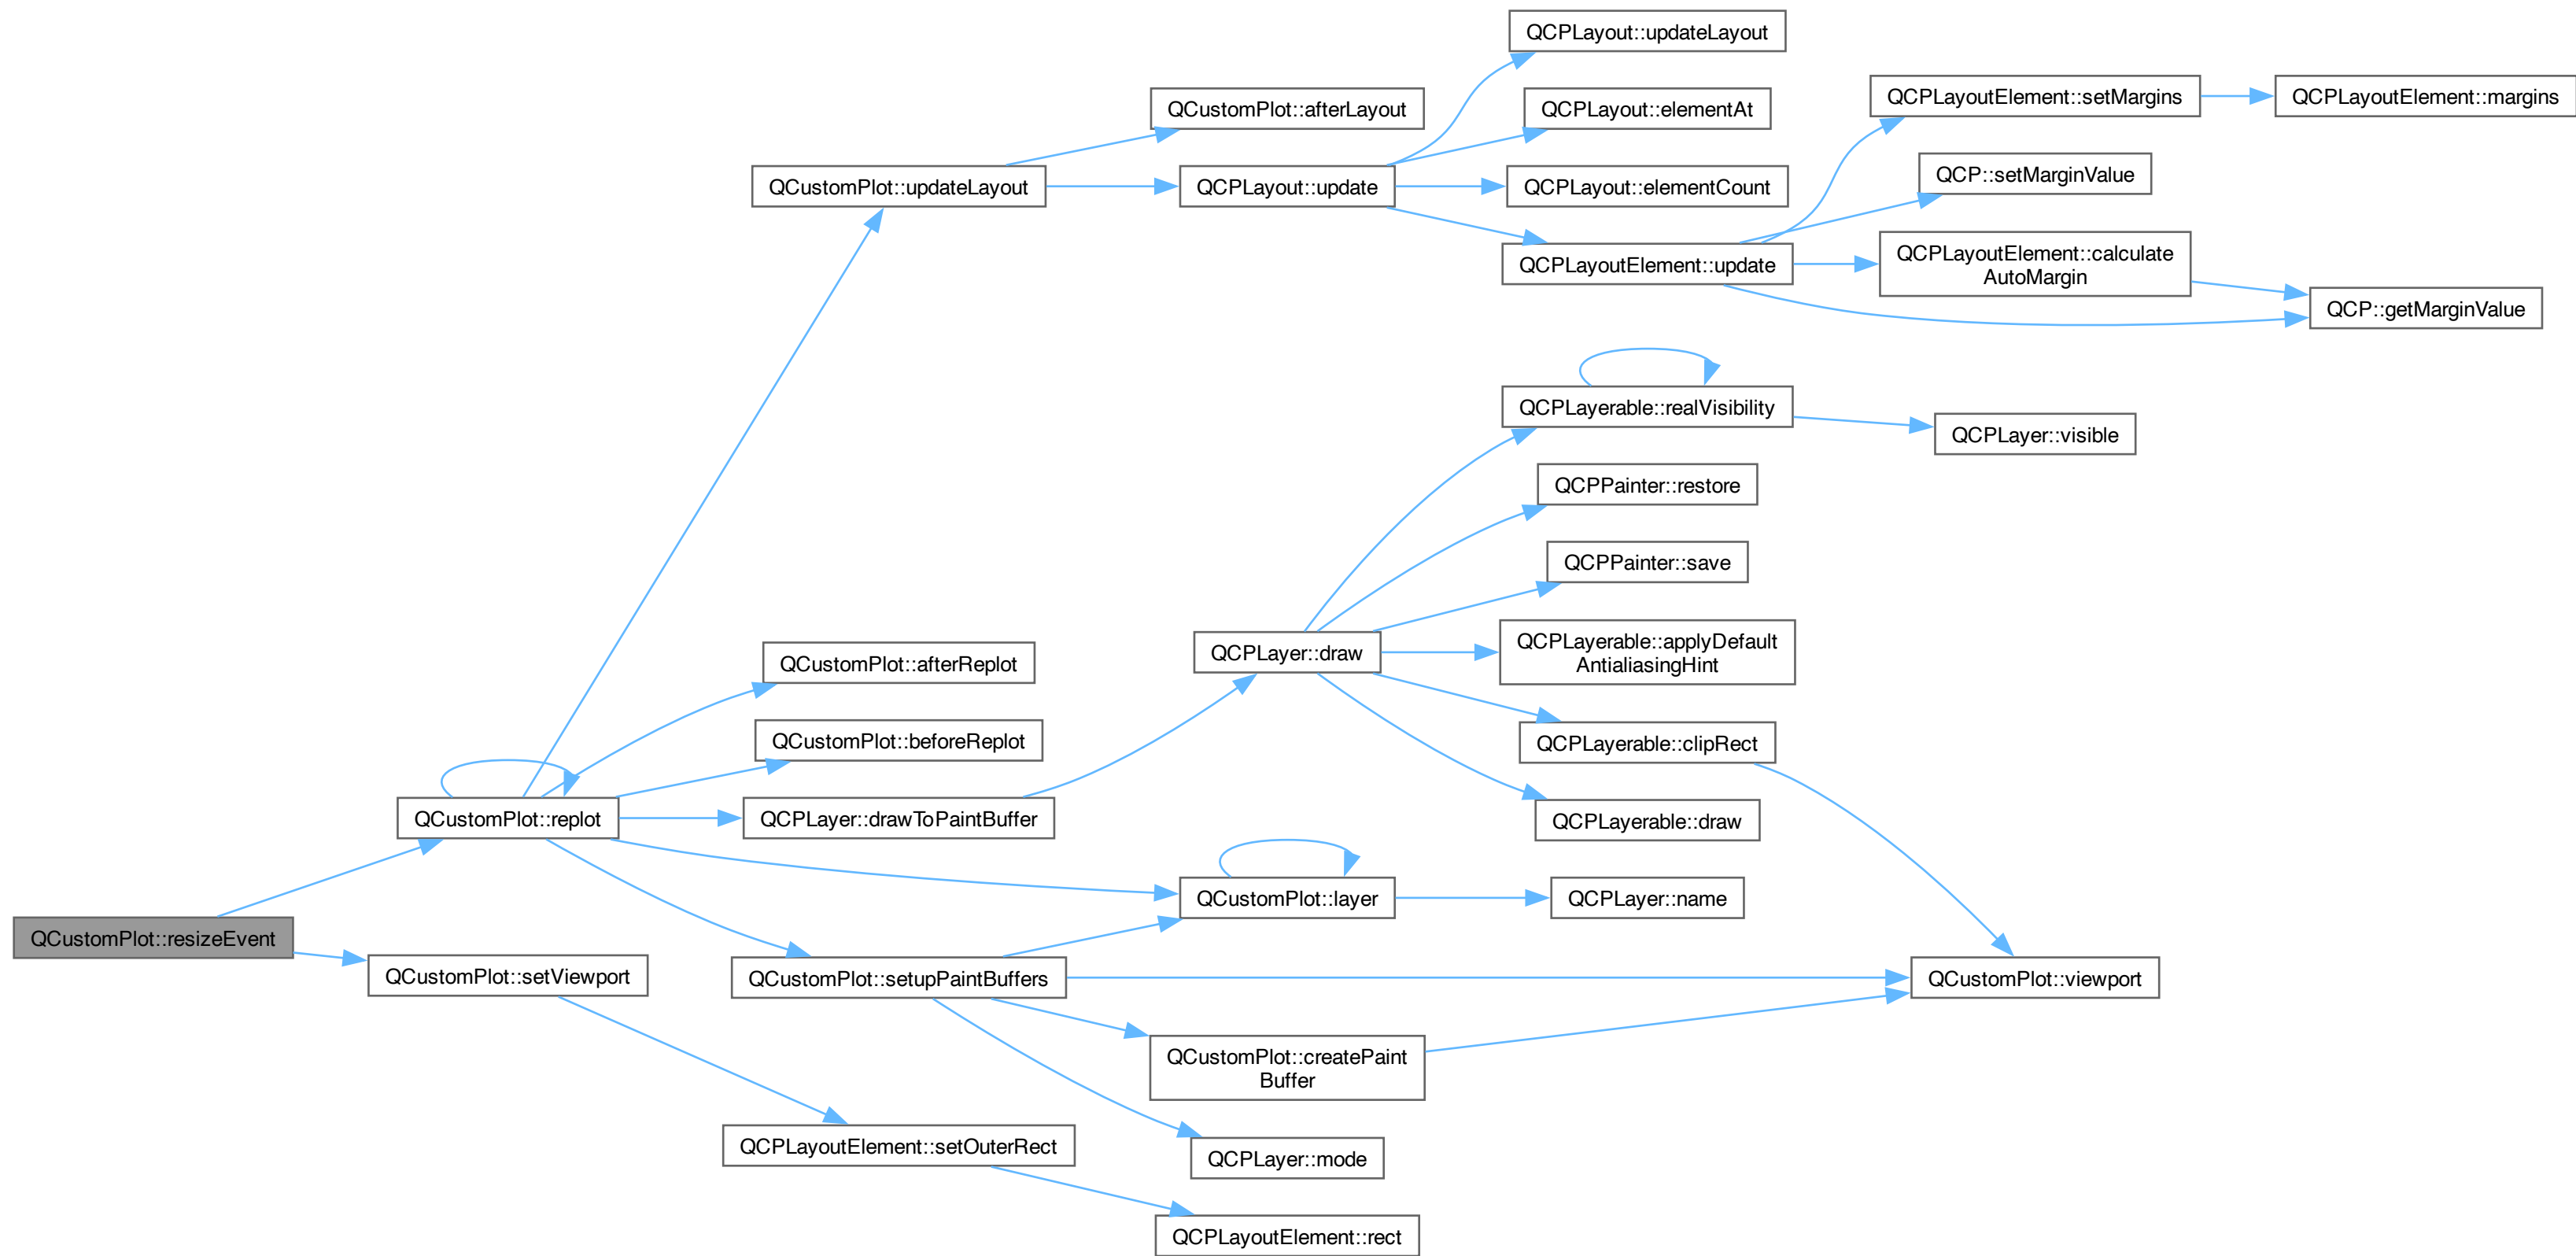 QCPLayout::updateLayout
QCPLayoutElement::setMargins
QCPLayoutElement::margins
QCustomPlot::afterLayout
QCPLayout::elementAt
QCP::setMarginValue
QCustomPlot::updateLayout
QCPLayout::update
QCPLayout::elementCount
QCPLayoutElement::update
QCPLayoutElement::calculate
AutoMargin
QCP::getMarginValue
QCPLayerable::realVisibility
QCPLayer::visible
QCPPainter::restore
QCPPainter::save
QCustomPlot::afterReplot
QCPLayer::draw
QCPLayerable::applyDefault
AntialiasingHint
QCustomPlot::beforeReplot
QCPLayerable::clipRect
QCustomPlot::replot
QCPLayer::drawToPaintBuffer
QCPLayerable::draw
QCustomPlot::layer
QCPLayer::name
QCustomPlot::resizeEvent
QCustomPlot::setViewport
QCustomPlot::setupPaintBuffers
QCustomPlot::viewport
QCustomPlot::createPaint
Buffer
QCPLayoutElement::setOuterRect
QCPLayer::mode
QCPLayoutElement::rect